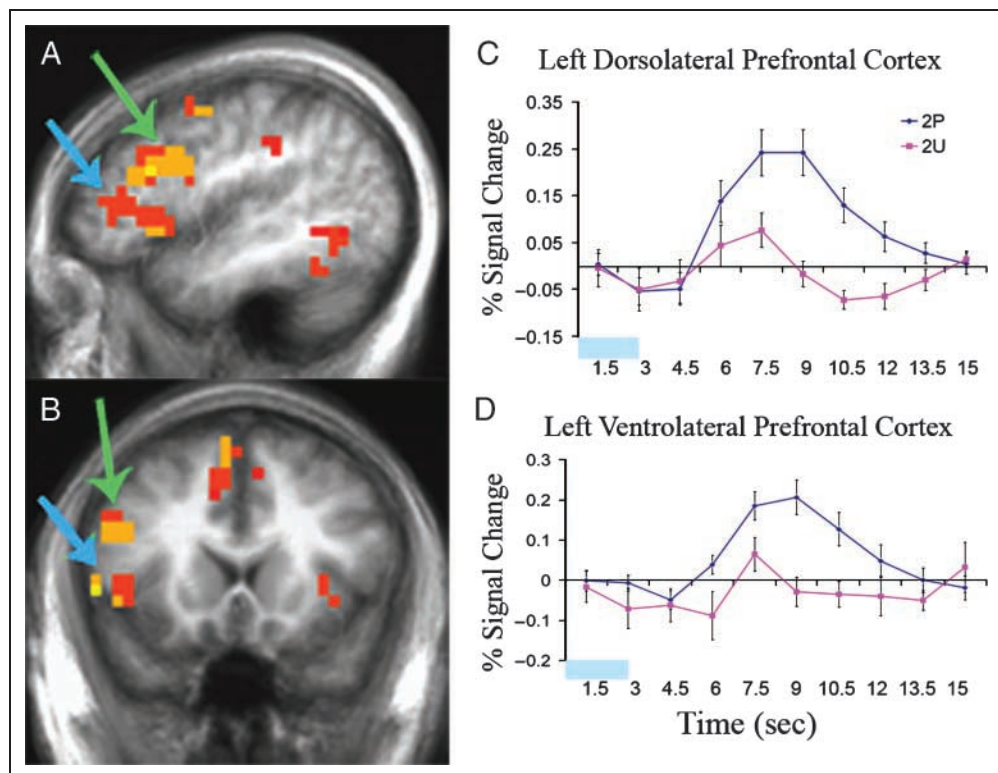 A
B
C Left Dorsolateral Prefrontal Cortex
0.35
0.25
0.15
0.05
−0.05
−0.15
% Signal Change
2P
2U
1.5 3 4.5 6 7.5 9 10.5 12 13.5 15
D
Left Ventrolateral Prefrontal Cortex
0.3
0.2
0.1
0
−0.1
−0.2
% Signal Change
1.5 3 4.5 6 7.5 9 10.5 12 13.5 15
Time (sec)